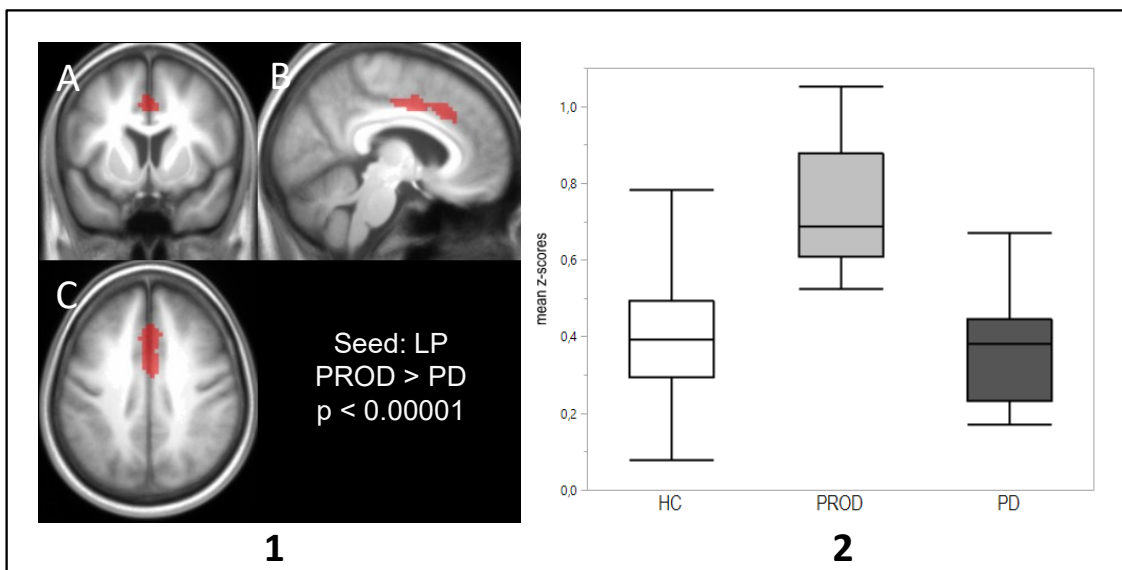 A
B
C
Seed: LP
PROD > PD
p < 0.00001
1
mean z-scores
1,0
0,8
0,6
0,4
0,2
0,0
HC
PROD
PD
2